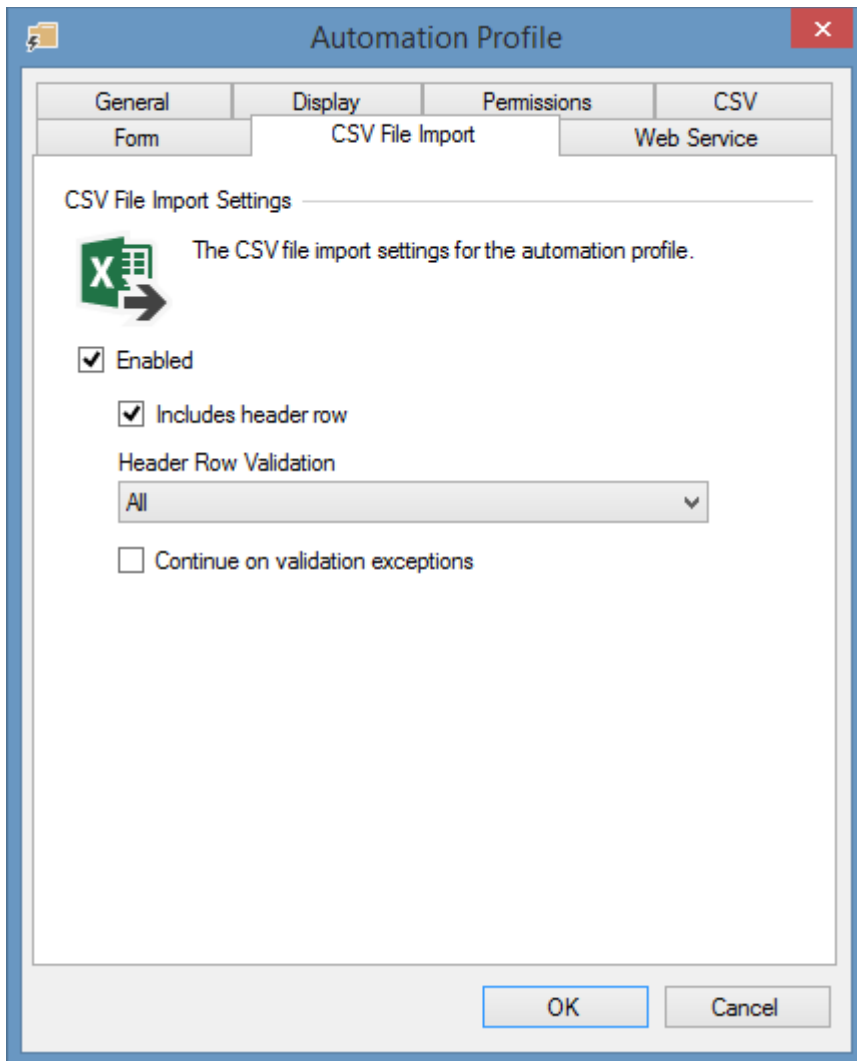 Automation Profile
General Display Permissions CSV
Form CSV File Import Web Service
CSV File Import Settings
X
The CSV file import settings for the automation profile.
Enabled
Includes header row
Header Row Validation
All
Continue on validation exceptions
OK Cancel